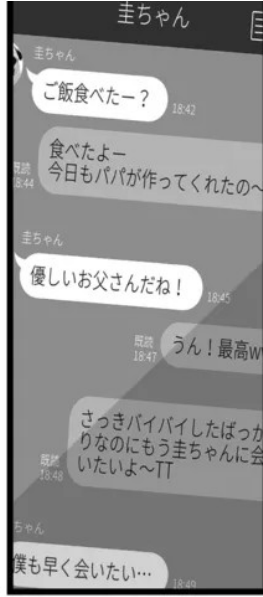 圭ちゃん
圭ちゃん
ご飯食べたー？
18:42
食べたよー
今日もパパが作ってくれたの〜
既読
18:44
圭ちゃん
優しいお父さんだね！
18:45
うん！最高w
既読
18:47
さっきバイバイしたばっか
りなのにもう圭ちゃんに会
いたいよ〜TT
既読
18:48
ちゃん
僕も早く会いたい…
18:49